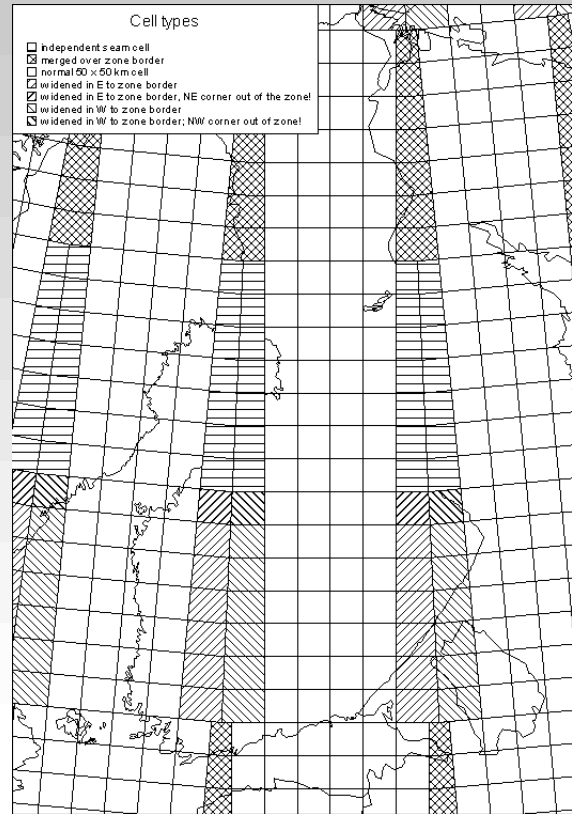 Cell types
independent seam cell
merged over zone border
normal 50 x 50 km cell
widened in E to zone border
widened in E to zone border, NE corner out of the zone!
widened in W to zone border
widened in W to zone border; NW corner out of zone!